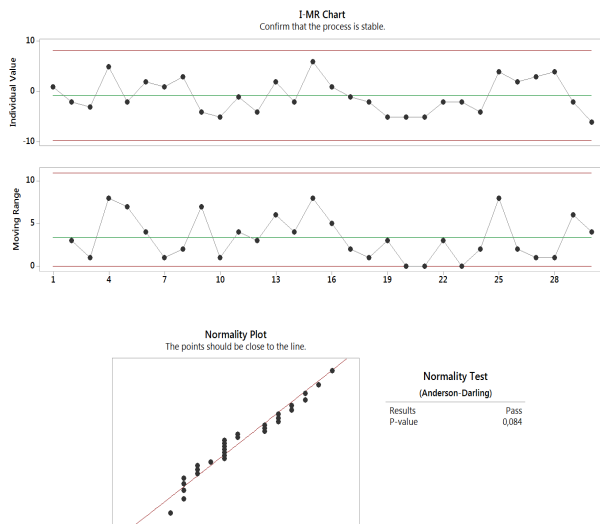 I-MR Chart
Confirm that the process is stable.
10
0
-10
Individual Value
10
5
0
Moving Range
1 4 7 10 13 16 19 22 25 28
Normality Plot
The points should be close to the line.
Normality Test
(Anderson-Darling)
Results Pass
P-value 0,084